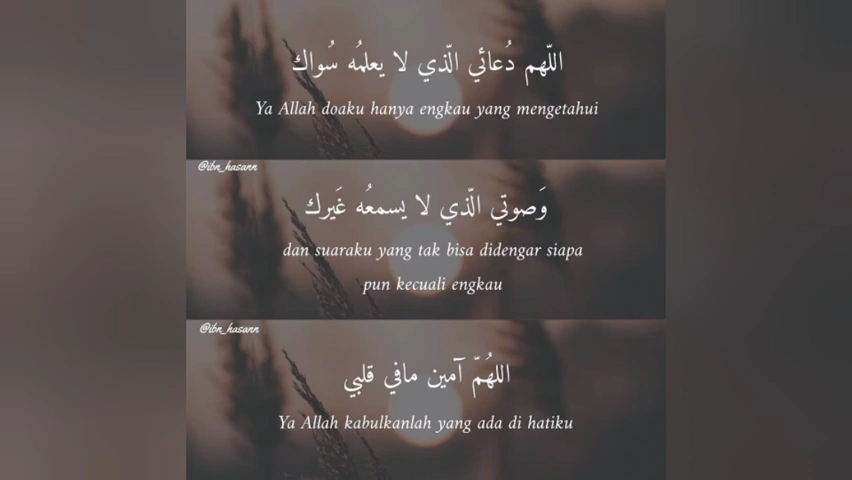 اللّهم دُعائي الّذي لا يعلمُه سُواك
Ya Allah doaku hanya engkau yang mengetahui
@ibn_hasann
وَصوتي الّذي لا يسمعُه غَيرك
dan suaraku yang tak bisa didengar siapa
pun kecuali engkau
@ibn_hasann
اللهُمّ آمين مافي قلبي
Ya Allah kabulkanlah yang ada di hatiku